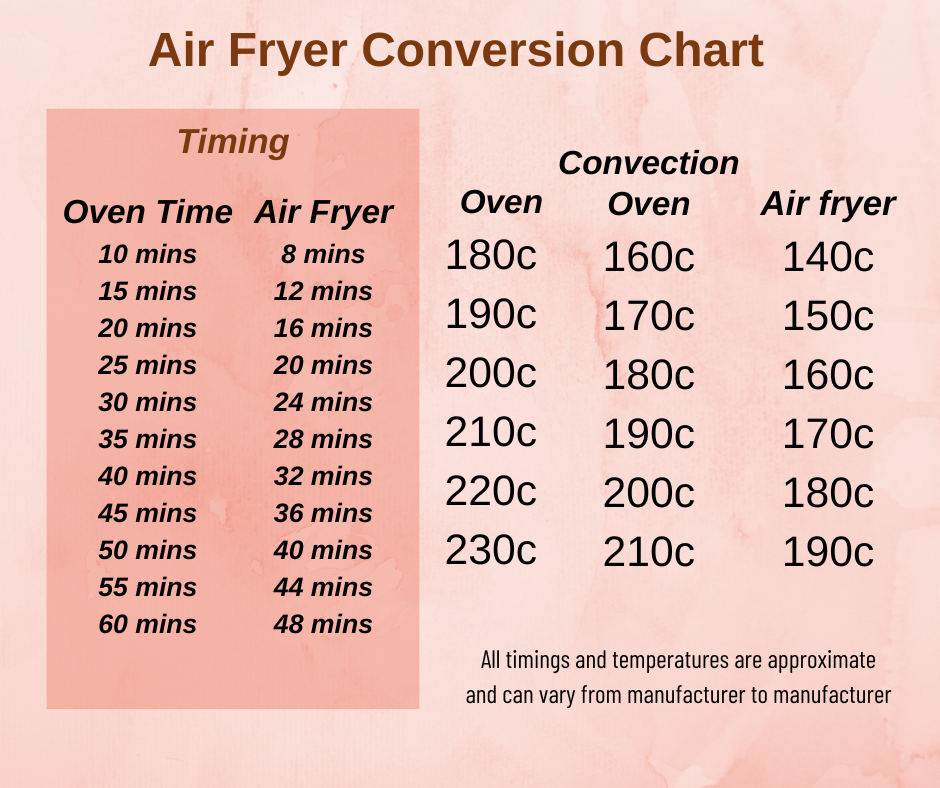 Air Fryer Conversion Chart
Timing
Oven Time Air Fryer
10 mins 8 mins
15 mins 12 mins
20 mins 16 mins
25 mins 20 mins
30 mins 24 mins
35 mins 28 mins
40 mins 32 mins
45 mins 36 mins
50 mins 40 mins
55 mins 44 mins
60 mins 48 mins
Convection
Oven Oven Air fryer
180c 160c 140c
190c 170c 150c
200c 180c 160c
210c 190c 170c
220c 200c 180c
230c 210c 190c
All timings and temperatures are approximate
and can vary from manufacturer to manufacturer